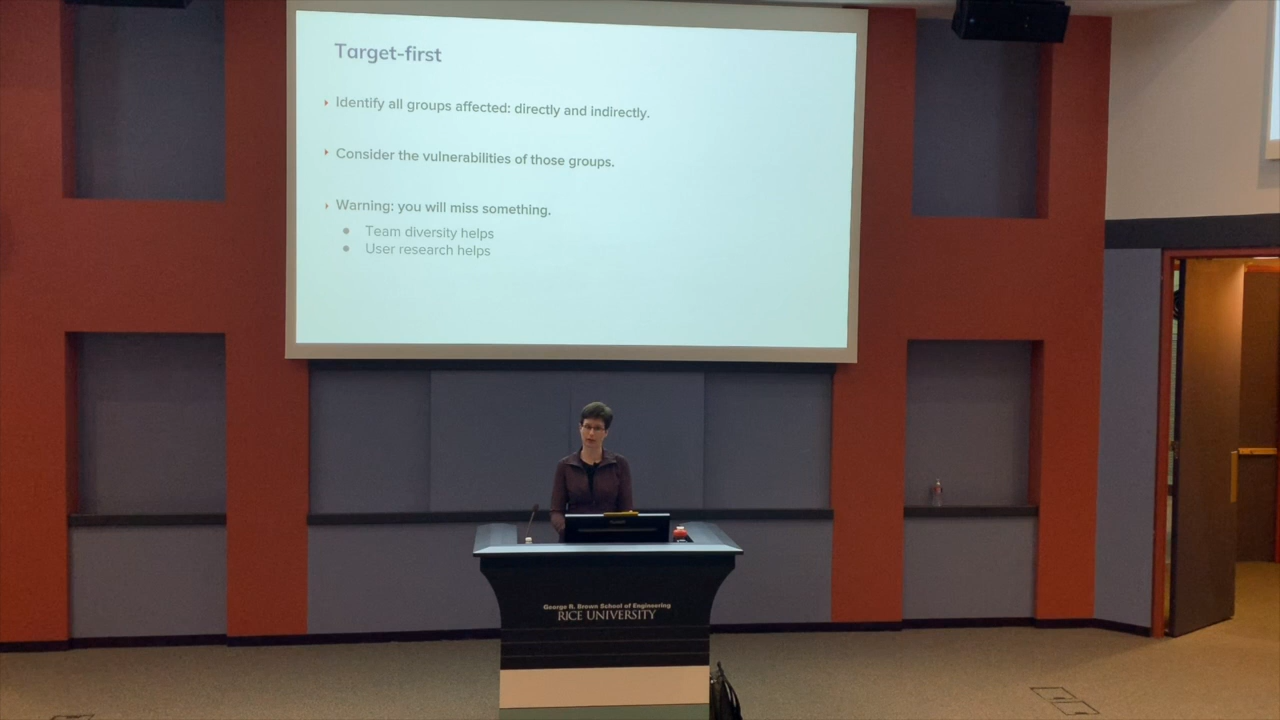 Target-first
Identify all groups affected: directly and indirectly.
Consider the vulnerabilities of those groups.
Warning: you will miss something.
Team diversity helps
User research helps
George R. Brown School of Engineering
RICE UNIVERSITY